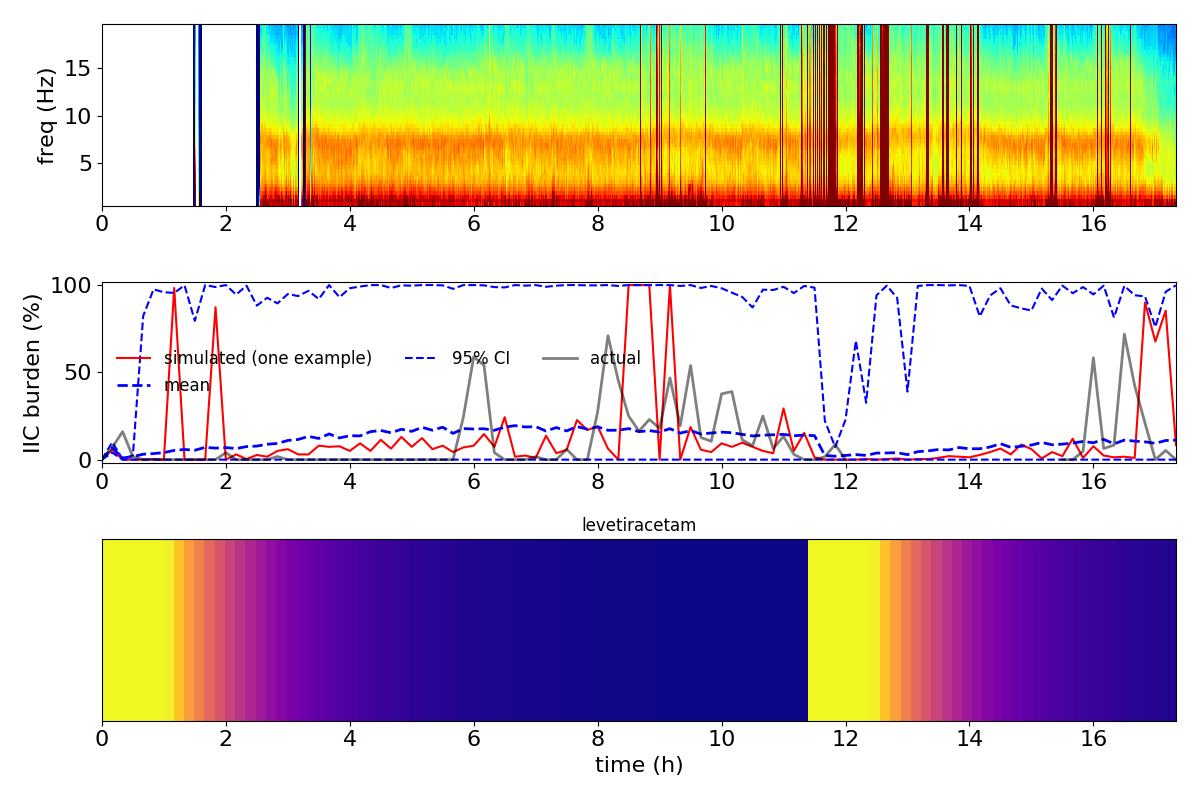 freq (Hz)
15
10
5
0 2 4 6 8 10 12 14 16
IIC burden (%)
100
50
0
simulated (one example) 95% CI actual
mean
0 2 4 6 8 10 12 14 16
levetiracetam
0 2 4 6 8 10 12 14 16
time (h)